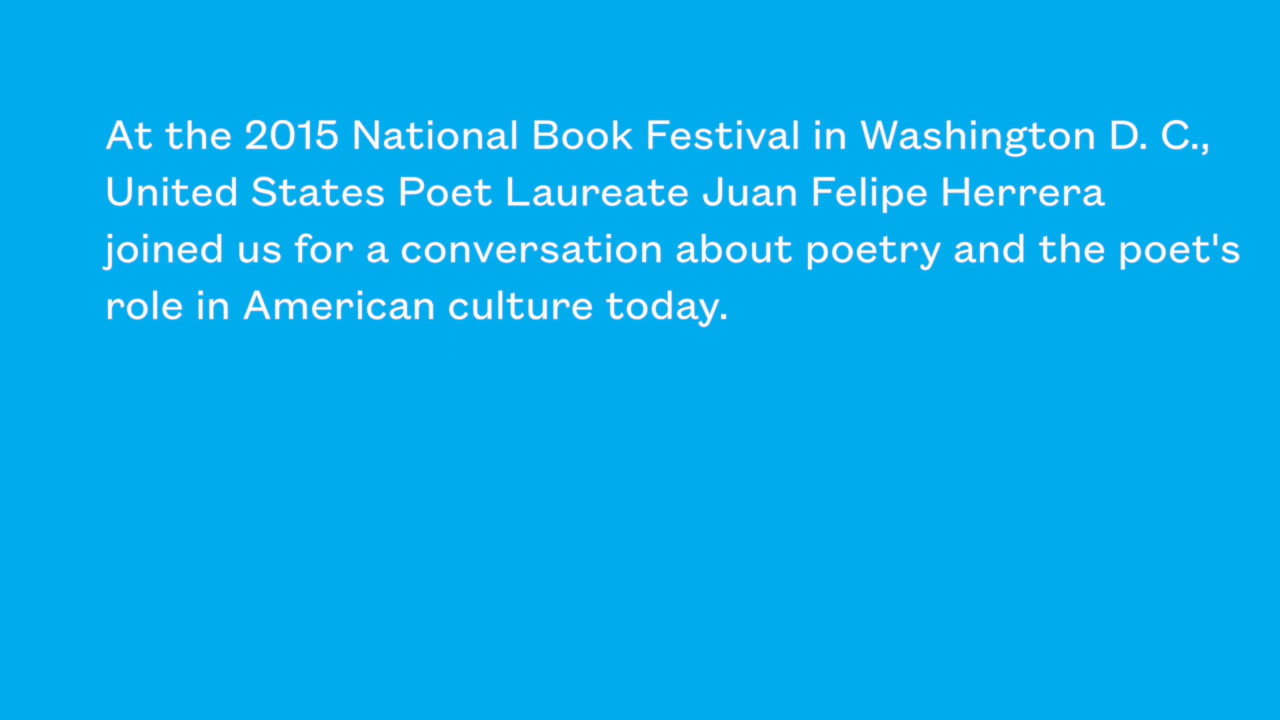 At the 2015 National Book Festival in Washington D. C.,
United States Poet Laureate Juan Felipe Herrera
joined us for a conversation about poetry and the poet's
role in American culture today.